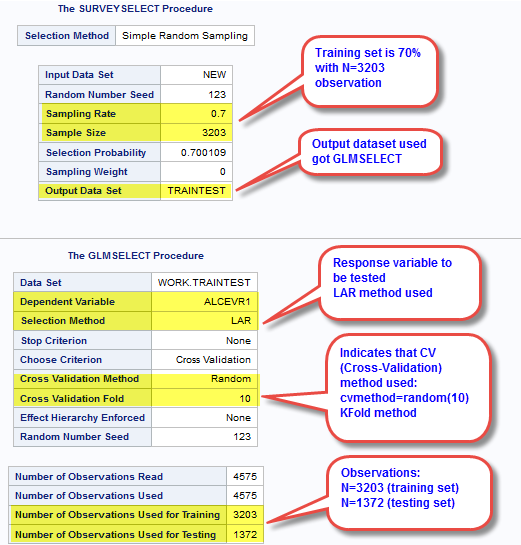 The SURVEYSELECT Procedure
Selection Method Simple Random Sampling
Input Data Set NEW
Random Number Seed 123
Sampling Rate 0.7
Sample Size 3203
Selection Probability 0.700109
Sampling Weight 0
Output Data Set TRAINTEST
Training set is 70%
with N=3203
observation
Output dataset used
got GLMSELECT
The GLMSELECT Procedure
Data Set WORK.TRAINTEST
Dependent Variable ALCEVR1
Selection Method LAR
Stop Criterion None
Choose Criterion Cross Validation
Cross Validation Method Random
Cross Validation Fold 10
Effect Hierarchy Enforced None
Random Number Seed 123
Response variable to
be tested
LAR method used
Indicates that CV
(Cross-Validation)
method used:
cvmethod=random(10)
KFold method
Number of Observations Read 4575
Number of Observations Used 4575
Number of Observations Used for Training 3203
Number of Observations Used for Testing 1372
Observations:
N=3203 (training set)
N=1372 (testing set)